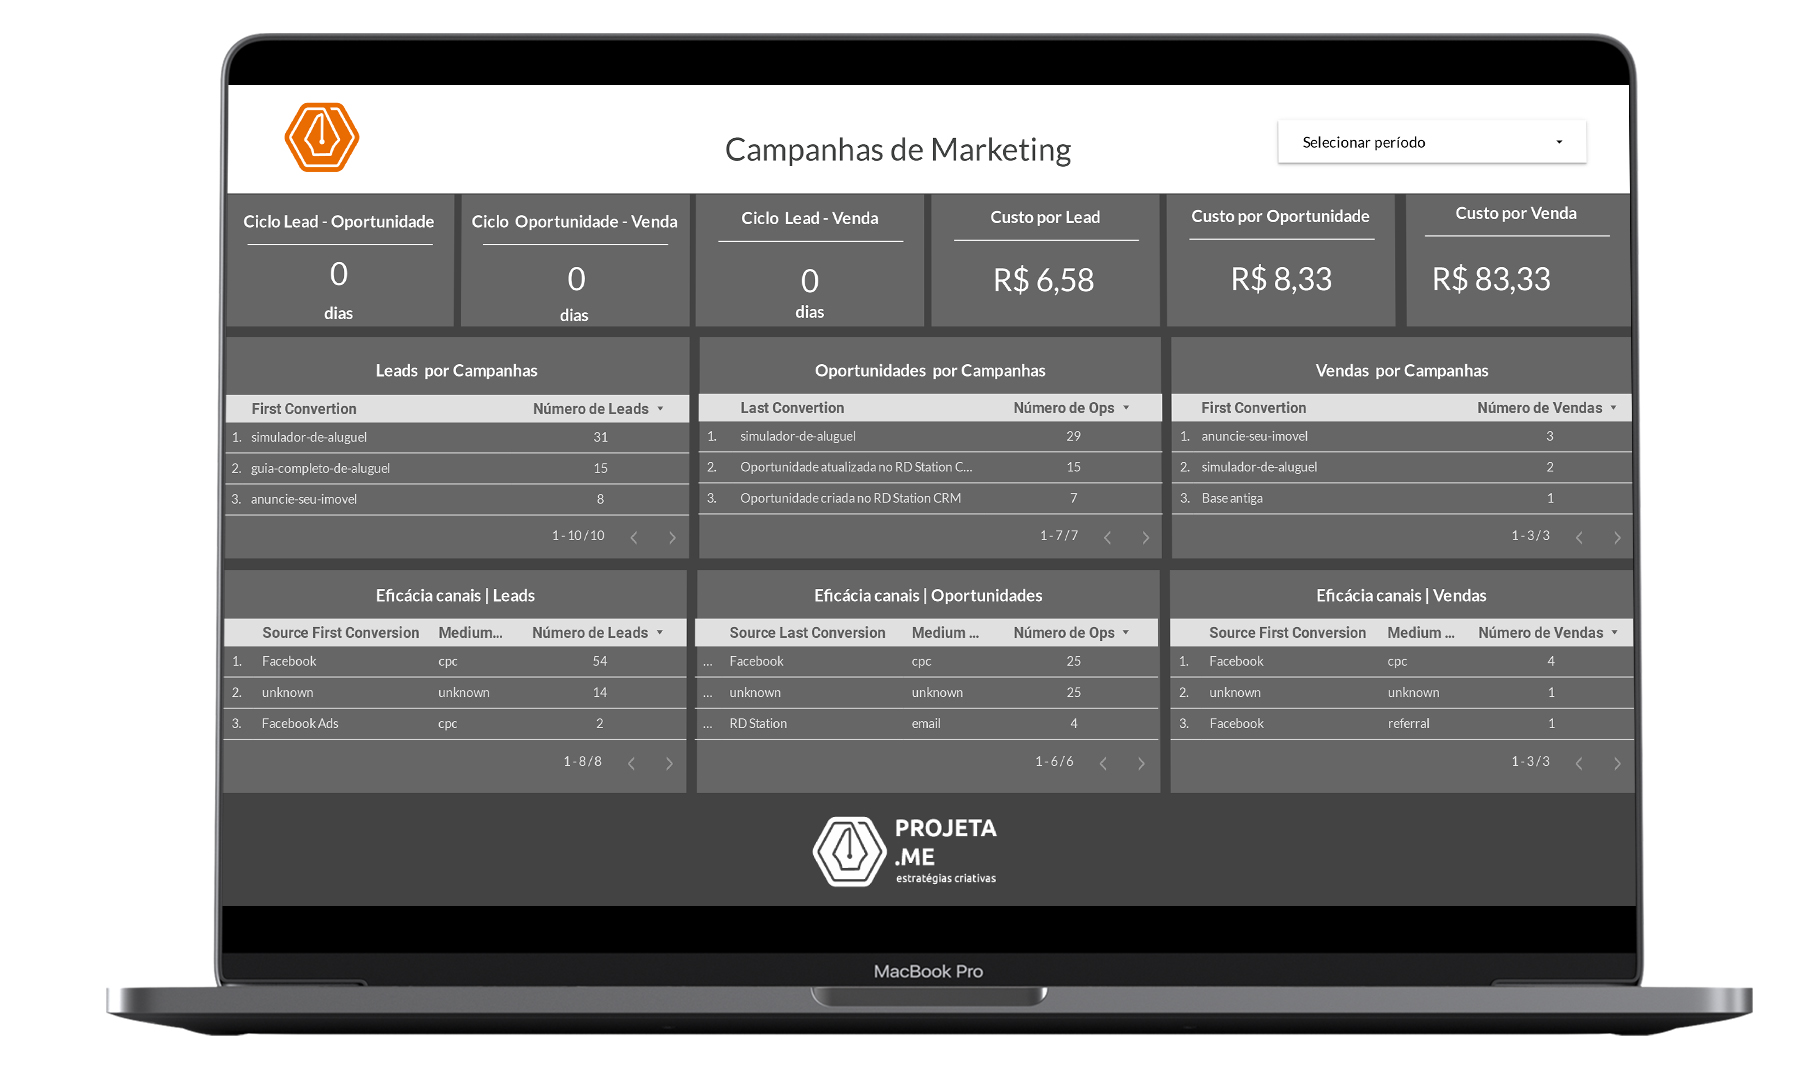 Campanhas de Marketing
Selecionar período
Ciclo Lead - Oportunidade
0
dias
Ciclo Oportunidade - Venda
0
dias
Ciclo Lead - Venda
0
dias
Custo por Lead
R$ 6,58
Custo por Oportunidade
R$ 8,33
Custo por Venda
R$ 83,33
Leads por Campanhas
First Convertion Número de Leads
1. simulador-de-aluguel 31
2. guia-completo-de-aluguel 15
3. anuncie-seu-imovel 8
1 - 10 / 10
Oportunidades por Campanhas
Last Convertion Número de Ops
1. simulador-de-aluguel 29
2. Oportunidade atualizada no RD Station C... 15
3. Oportunidade criada no RD Station CRM 7
1 - 7 / 7
Vendas por Campanhas
First Convertion Número de Vendas
1. anuncie-seu-imovel 3
2. simulador-de-aluguel 2
3. Base antiga 1
1 - 3 / 3
Eficácia canais | Leads
Source First Conversion Medium... Número de Leads
1. Facebook cpc 54
2. unknown unknown 14
3. Facebook Ads cpc 2
1 - 8 / 8
Eficácia canais | Oportunidades
Source Last Conversion Medium ... Número de Ops
... Facebook cpc 25
... unknown unknown 25
... RD Station email 4
1 - 6 / 6
Eficácia canais | Vendas
Source First Conversion Medium ... Número de Vendas
1. Facebook cpc 4
2. unknown unknown 1
3. Facebook referral 1
1 - 3 / 3
PROJETA
.ME
estratégias criativas
MacBook Pro